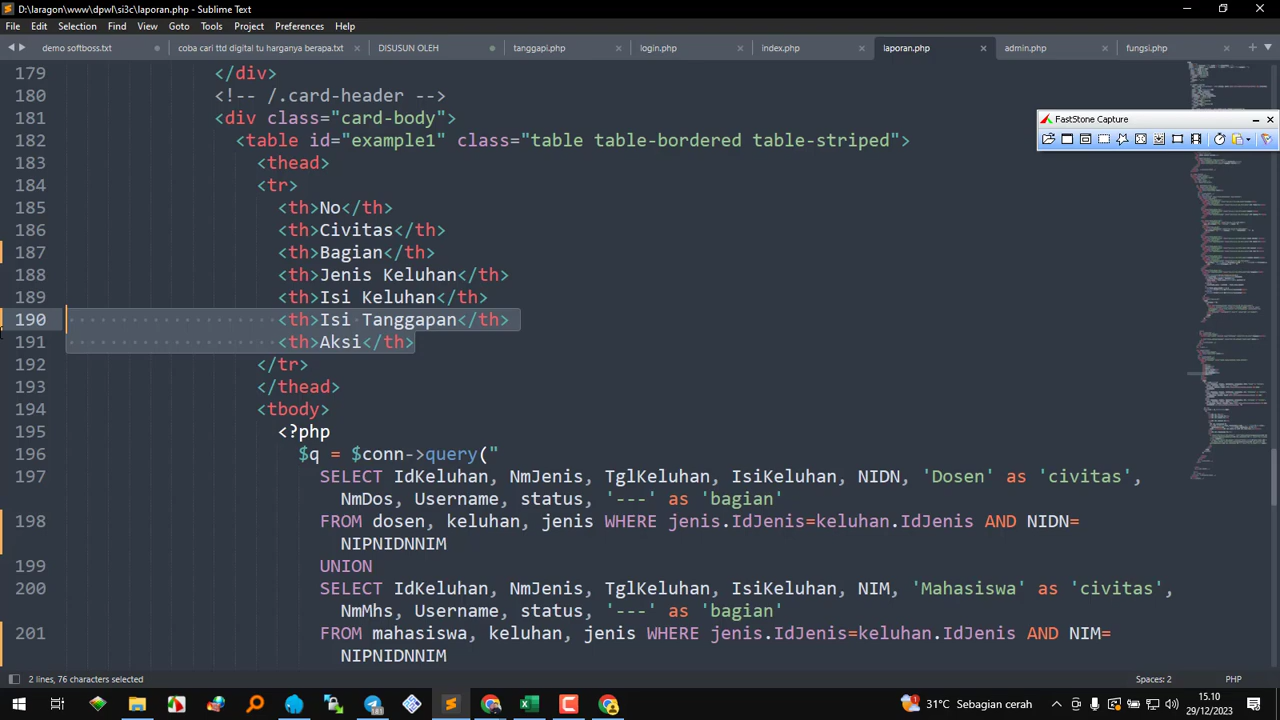 D:\laragon\www\dpwl\si3c\laporan.php - Sublime Text
File Edit Selection Find View Goto Tools Project Preferences Help
demo softboss.txt coba cari ttd digital tu harganya berapa.txt DISUSUN OLEH tanggapi.php login.php index.php laporan.php admin.php fungsi.php
FastStone Capture
179 </div>
180 <!-- /.card-header -->
181 <div class="card-body">
182 <table id="example1" class="table table-bordered table-striped">
183 <thead>
184 <tr>
185 <th>No</th>
186 <th>Civitas</th>
187 <th>Bagian</th>
188 <th>Jenis Keluhan</th>
189 <th>Isi Keluhan</th>
190 <th>Isi Tanggapan</th>
191 <th>Aksi</th>
192 </tr>
193 </thead>
194 <tbody>
195 <?php
196 $q = $conn->query("
197 SELECT IdKeluhan, NmJenis, TglKeluhan, IsiKeluhan, NIDN, 'Dosen' as 'civitas',
NmDos, Username, status, '---' as 'bagian'
198 FROM dosen, keluhan, jenis WHERE jenis.IdJenis=keluhan.IdJenis AND NIDN=
NIPNIDNNIM
199 UNION
200 SELECT IdKeluhan, NmJenis, TglKeluhan, IsiKeluhan, NIM, 'Mahasiswa' as 'civitas',
NmMhs, Username, status, '---' as 'bagian'
201 FROM mahasiswa, keluhan, jenis WHERE jenis.IdJenis=keluhan.IdJenis AND NIM=
NIPNIDNNIM
2 lines, 76 characters selected Spaces: 2 PHP
31°C Sebagian cerah
15.10
29/12/2023